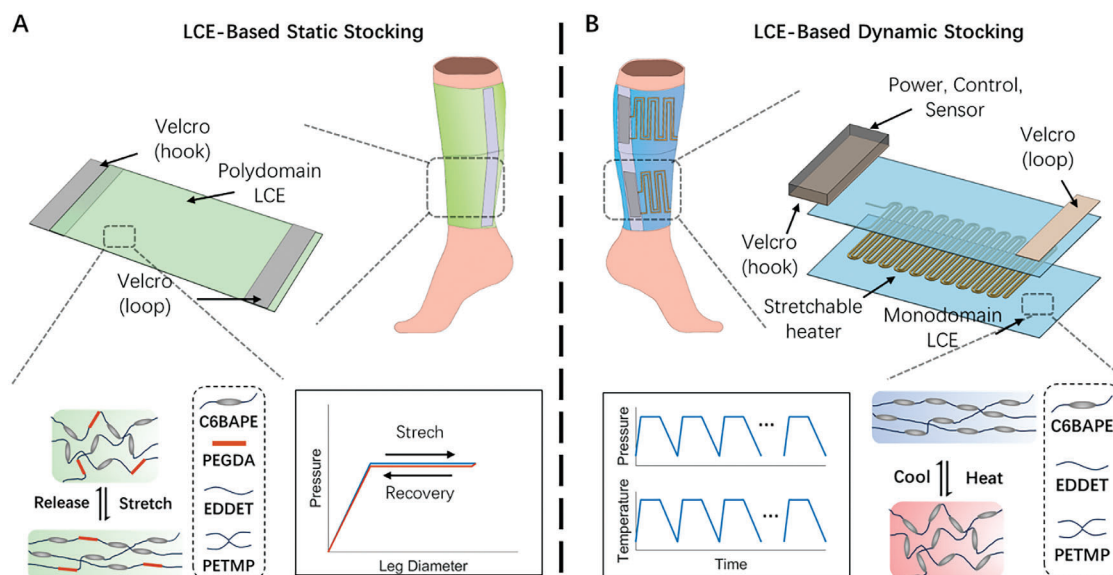 A
LCE-Based Static Stocking
Velcro
(hook)
Polydomain
LCE
Velcro
(loop)
C6BAPE
PEGDA
EDDET
PETMP
Release
Stretch
Pressure
Strech
Recovery
Leg Diameter
B
LCE-Based Dynamic Stocking
Power, Control,
Sensor
Velcro
(loop)
Velcro
(hook)
Stretchable
heater
Monodomain
LCE
Pressure
...
Temperature
...
Time
Cool
Heat
C6BAPE
EDDET
PETMP